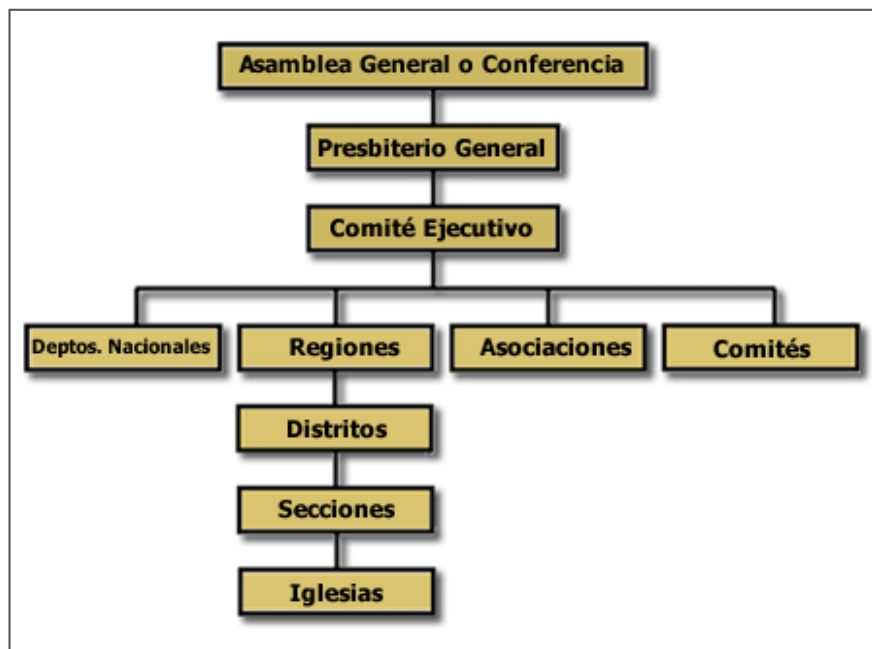 Asamblea General o Conferencia
Presbiterio General
Comité Ejecutivo
Deptos. Nacionales
Regiones
Asociaciones
Comités
Distritos
Secciones
Iglesias